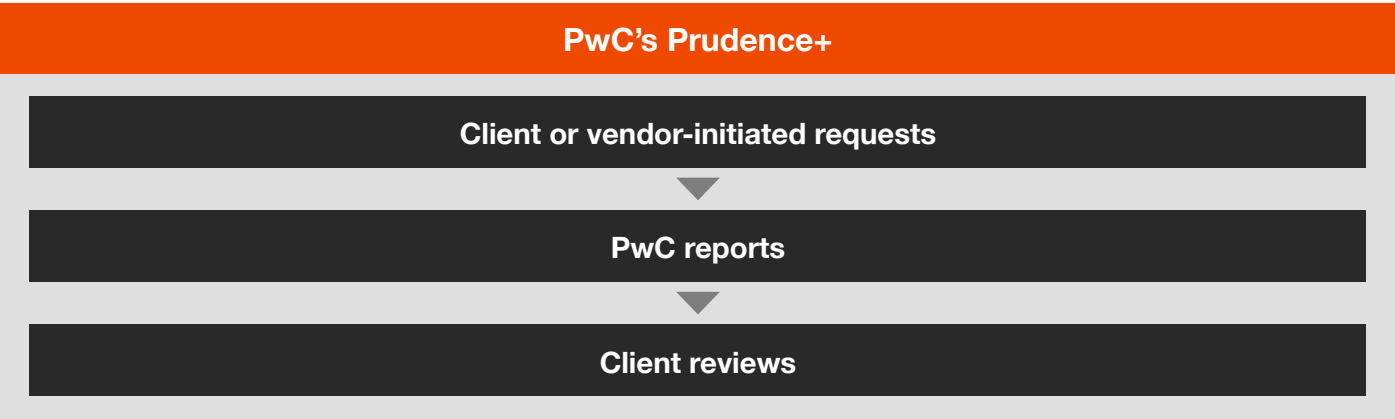 PwC’s Prudence+
Client or vendor-initiated requests
PwC reports
Client reviews